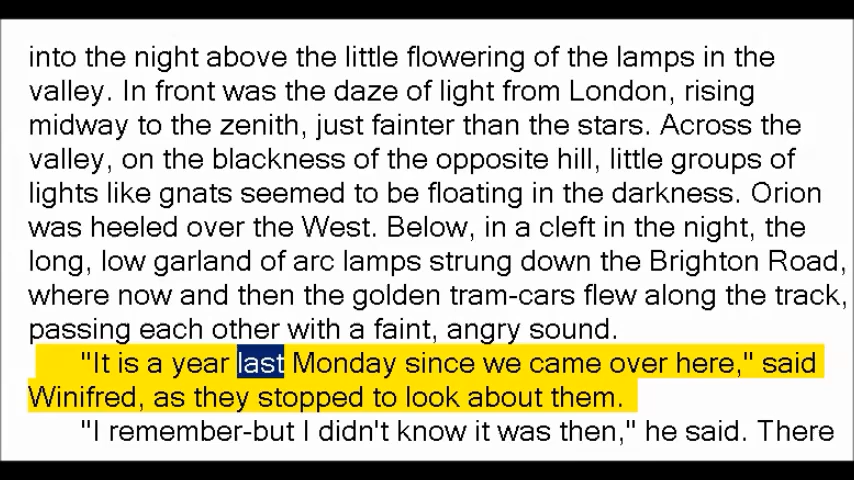 into the night above the little flowering of the lamps in the
valley. In front was the daze of light from London, rising
midway to the zenith, just fainter than the stars. Across the
valley, on the blackness of the opposite hill, little groups of
lights like gnats seemed to be floating in the darkness. Orion
was heeled over the West. Below, in a cleft in the night, the
long, low garland of arc lamps strung down the Brighton Road,
where now and then the golden tram-cars flew along the track,
passing each other with a faint, angry sound.
"It is a year last Monday since we came over here," said
Winifred, as they stopped to look about them.
"I remember-but I didn't know it was then," he said. There